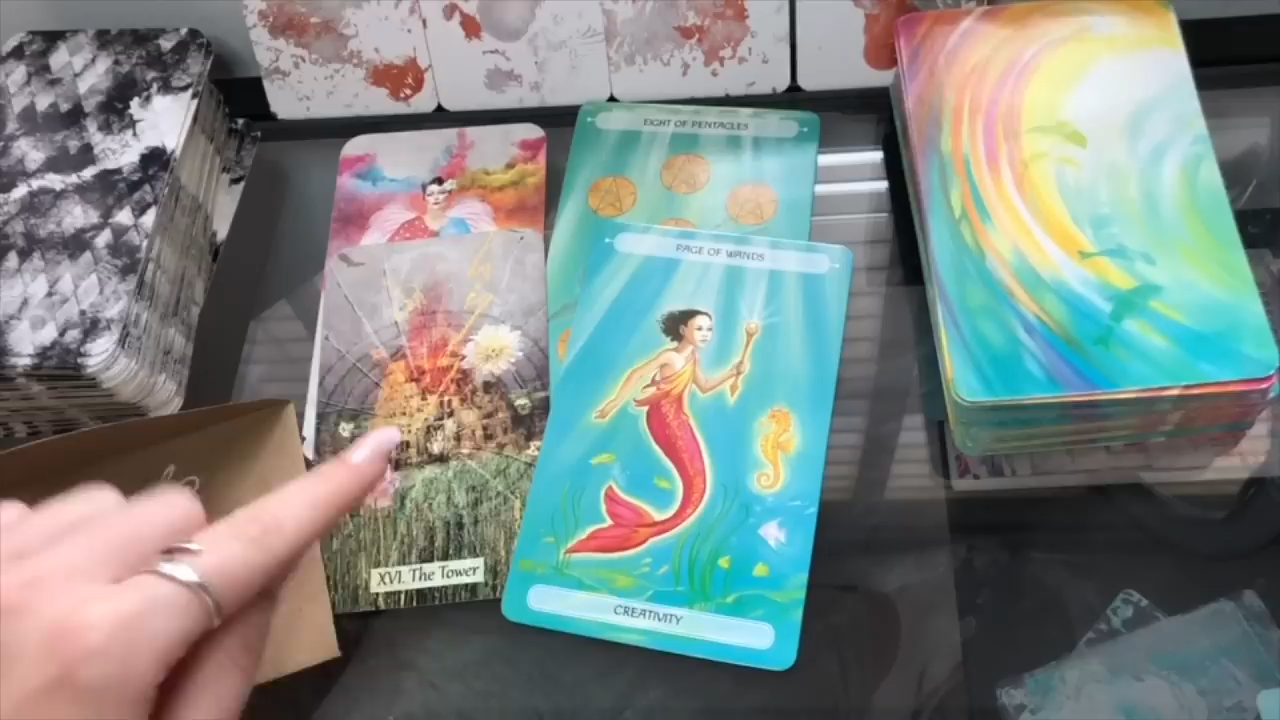 EIGHT OF PENTACLES
PAGE OF WANDS
XVI. The Tower
CREATIVITY